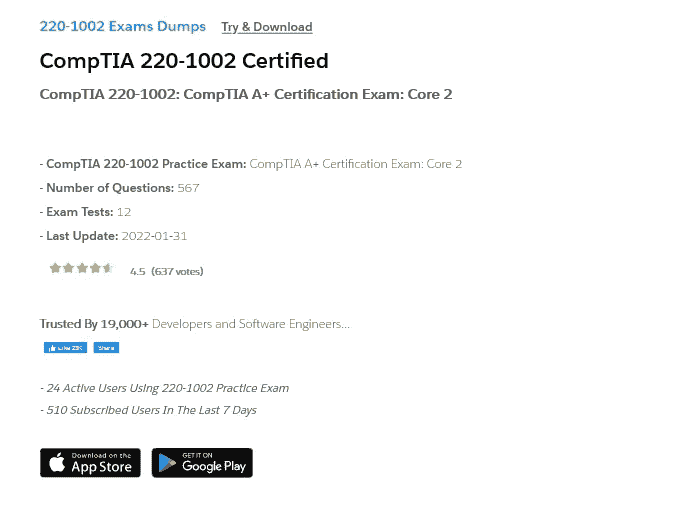 220-1002 Exams Dumps Try & Download
CompTIA 220-1002 Certified
CompTIA 220-1002: CompTIA A+ Certification Exam: Core 2
- CompTIA 220-1002 Practice Exam: CompTIA A+ Certification Exam: Core 2
- Number of Questions: 567
- Exam Tests: 12
- Last Update: 2022-01-31
4.5 (637 votes)
Trusted By 19,000+ Developers and Software Engineers...
Like 25K Share
- 24 Active Users Using 220-1002 Practice Exam
- 510 Subscribed Users In The Last 7 Days
Download on the GET IT ON
App Store Google Play